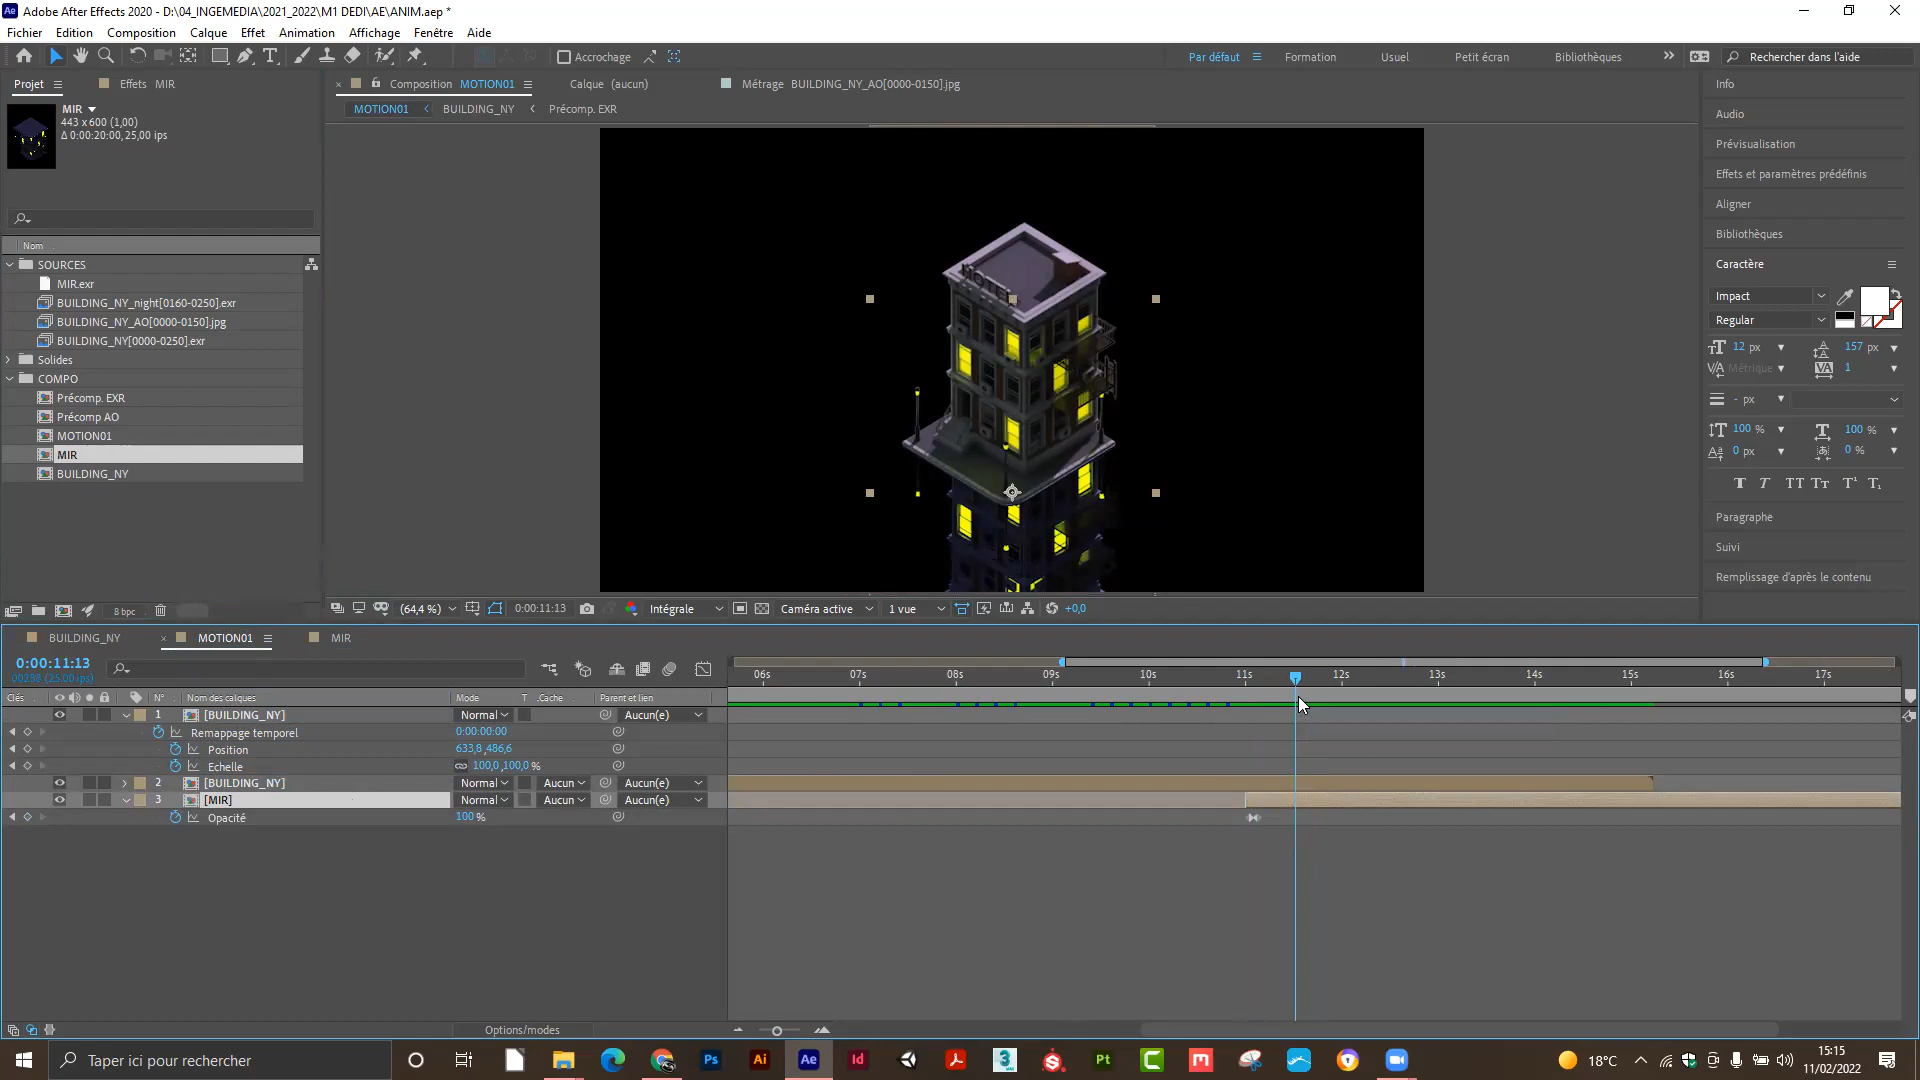 Adobe After Effects 2020 - D:\04_INGEMEDIA\2021_2022\M1 DEDI\AE\ANIM.aep *
Fichier Edition Composition Calque Effet Animation Affichage Fenêtre Aide
Accrochage Par défaut Formation Usuel Petit écran Bibliothèques Rechercher dans l'aide
Projet Effets MIR Composition MOTION01 Calque (aucun) Métrage BUILDING_NY_AO[0000-0150].jpg Info
MIR
443 x 600 (1,00)
Δ 0:00:20:00, 25,00 ips
MOTION01 BUILDING_NY Précomp. EXR
Audio
Prévisualisation
Effets et paramètres prédéfinis
Aligner
Bibliothèques
Caractère
Impact
Regular
12 px 157 px
Métrique 1
- px
100 % 100 %
0 px 0 %
Paragraphe
Suivi
Remplissage d'après le contenu
Nom
SOURCES
MIR.exr
BUILDING_NY_night[0160-0250].exr
BUILDING_NY_AO[0000-0150].jpg
BUILDING_NY[0000-0250].exr
Solides
COMPO
Précomp. EXR
Précomp AO
MOTION01
MIR
BUILDING_NY
HOTEL
8 bpc (64,4 %) 0:00:11:13 Intégrale Caméra active 1 vue +0,0
BUILDING_NY MOTION01 MIR
0:00:11:13
00288 (25.00 ips)
06s 07s 08s 09s 10s 11s 12s 13s 14s 15s 16s 17s
Clés N° Nom des calques Mode T .Cache Parent et lien
1 [BUILDING_NY] Normal Aucun(e)
Remappage temporel 0:00:00:00
Position 633,8,486,6
Echelle 100,0,100,0 %
2 [BUILDING_NY] Normal Aucun Aucun(e)
3 [MIR] Normal Aucun Aucun(e)
Opacité 100 %
Options/modes
Taper ici pour rechercher 18°C 15:15
11/02/2022